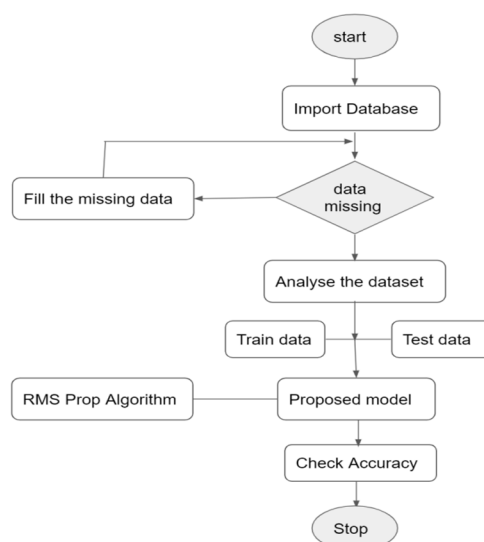 start
Import Database
data
missing
Fill the missing data
Analyse the dataset
Train data
Test data
RMS Prop Algorithm
Proposed model
Check Accuracy
Stop